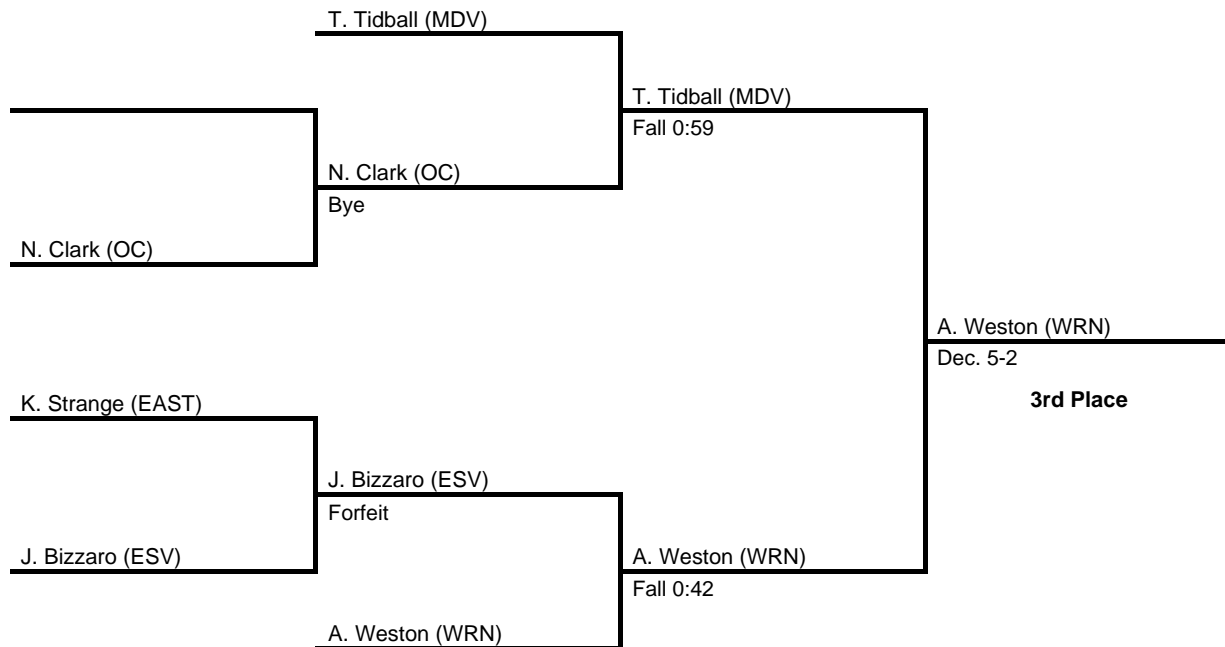 T. Tidball (MDV)
T. Tidball (MDV)
Fall 0:59
N. Clark (OC)
Bye
N. Clark (OC)
A. Weston (WRN)
Dec. 5-2
3rd Place
K. Strange (EAST)
J. Bizzaro (ESV)
Forfeit
J. Bizzaro (ESV)
A. Weston (WRN)
Fall 0:42
A. Weston (WRN)